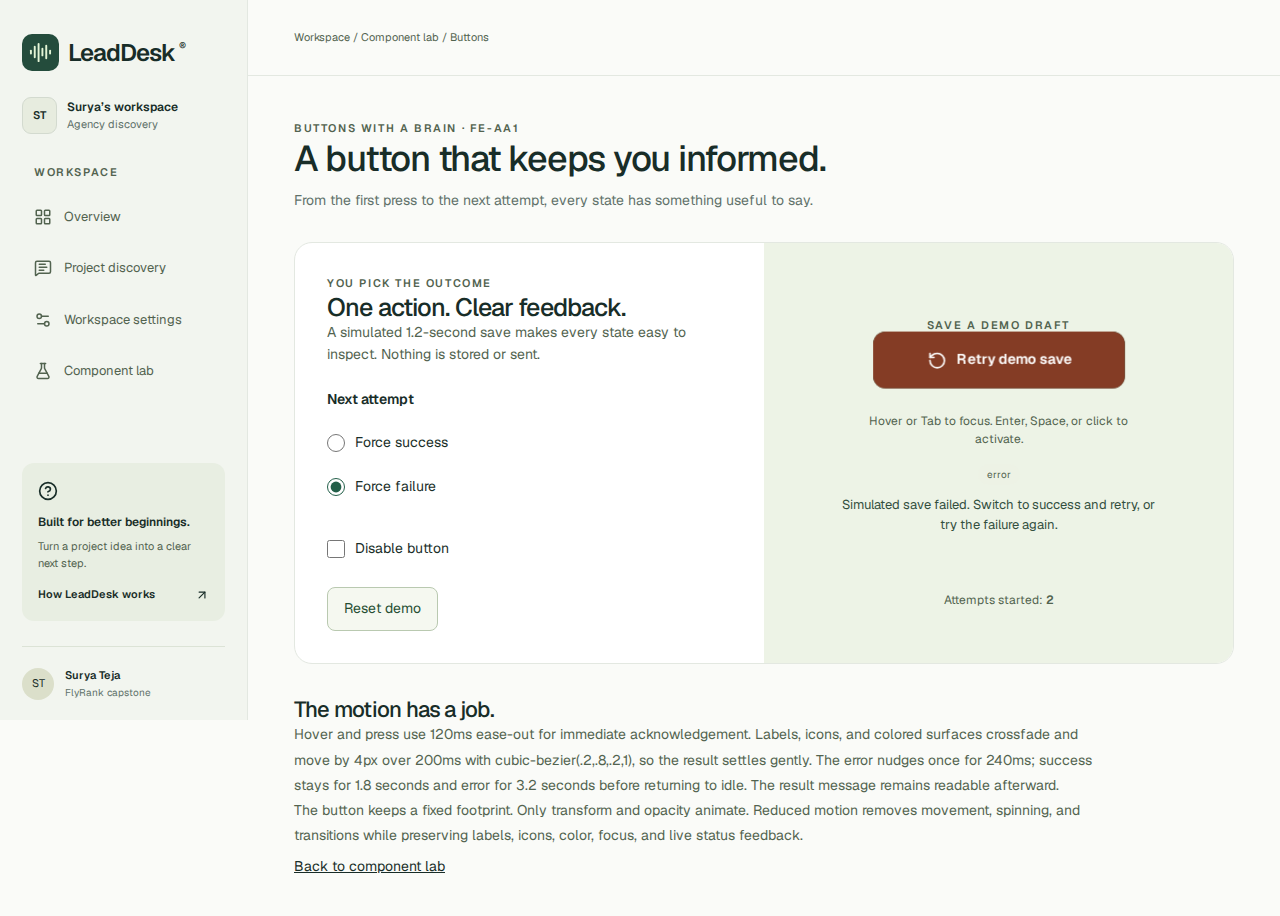 LeadDesk ®
ST
Surya's workspace
Agency discovery
WORKSPACE
Overview
Project discovery
Workspace settings
Component lab
Built for better beginnings.
Turn a project idea into a clear
next step.
How LeadDesk works
ST
Surya Teja
FlyRank capstone
Workspace / Component lab / Buttons
BUTTONS WITH A BRAIN · FE-AA1
A button that keeps you informed.
From the first press to the next attempt, every state has something useful to say.
YOU PICK THE OUTCOME
One action. Clear feedback.
A simulated 1.2-second save makes every state easy to
inspect. Nothing is stored or sent.
Next attempt
Force success
Force failure
Disable button
Reset demo
SAVE A DEMO DRAFT
Retry demo save
Hover or Tab to focus. Enter, Space, or click to
activate.
error
Simulated save failed. Switch to success and retry, or
try the failure again.
Attempts started: 2
The motion has a job.
Hover and press use 120ms ease-out for immediate acknowledgement. Labels, icons, and colored surfaces crossfade and
move by 4px over 200ms with cubic-bezier(.2,.8,.2,1), so the result settles gently. The error nudges once for 240ms; success
stays for 1.8 seconds and error for 3.2 seconds before returning to idle. The result message remains readable afterward.
The button keeps a fixed footprint. Only transform and opacity animate. Reduced motion removes movement, spinning, and
transitions while preserving labels, icons, color, focus, and live status feedback.
Back to component lab